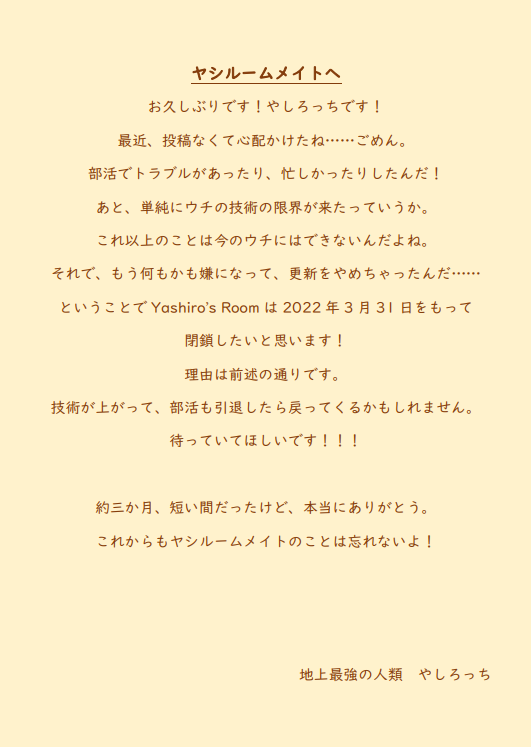 ヤシルームメイトへ
お久しぶりです！やしろっちです！
最近、投稿なくて心配かけたね……ごめん。
部活でトラブルがあったり、忙しかったりしたんだ！
あと、単純にウチの技術の限界が来たっていうか。
これ以上のことは今のウチにはできないんだよね。
それで、もう何もかも嫌になって、更新をやめちゃったんだ……
ということで Yashiro’s Room は 2022 年 3 月 31 日をもって
閉鎖したいと思います！
理由は前述の通りです。
技術が上がって、部活も引退したら戻ってくるかもしれません。
待っていてほしいです！！！
約三か月、短い間だったけど、本当にありがとう。
これからもヤシルームメイトのことは忘れないよ！
地上最強の人類　やしろっち